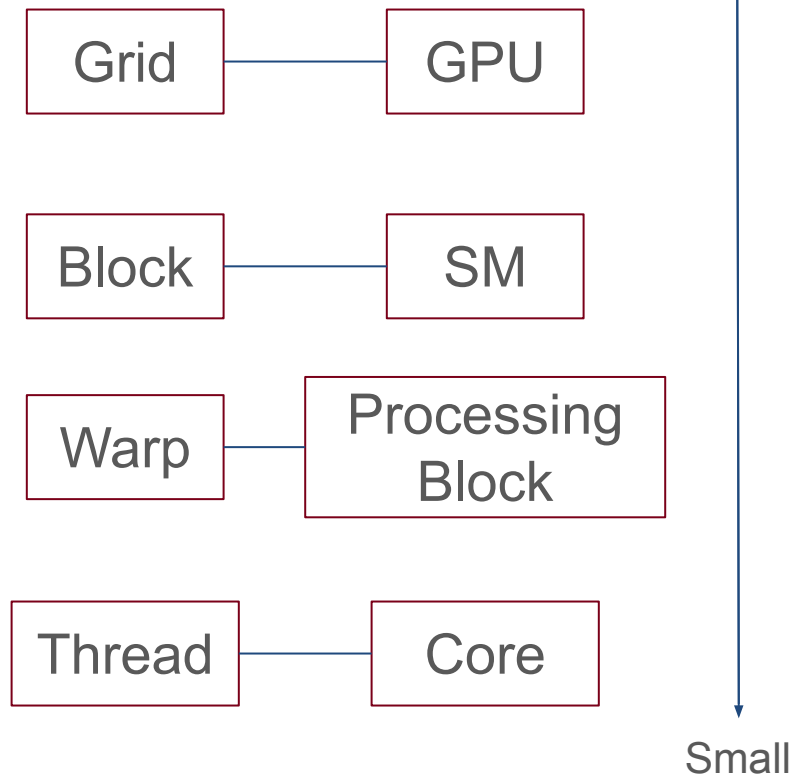 Grid
GPU
Block
SM
Warp
Processing
Block
Thread
Core
Small